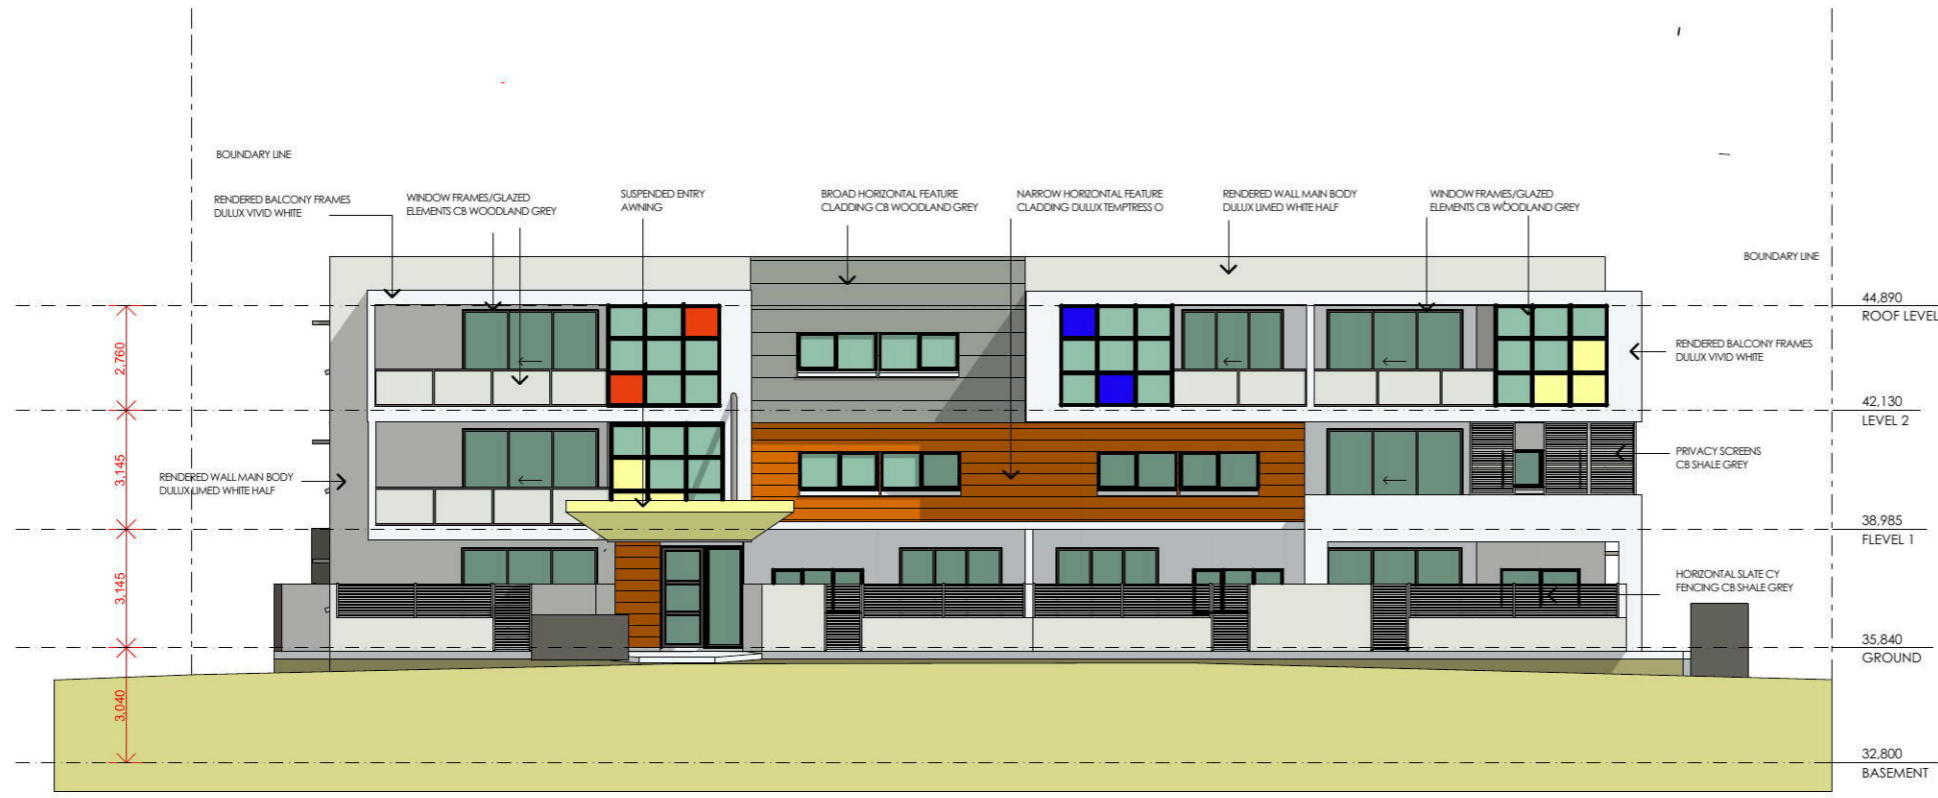 BOUNDARY LINE
RENDERED BALCONY FRAMES
DULUX VIVID WHITE
WINDOW FRAMES/GLAZED
ELEMENTS CB WOODLAND GREY
SUSPENDED ENTRY
AWNING
BROAD HORIZONTAL FEATURE
CLADDING CB WOODLAND GREY
NARROW HORIZONTAL FEATURE
CLADDING DULUX TEMPTRESS O
RENDERED WALL MAIN BODY
DULUX LIMED WHITE HALF
WINDOW FRAMES/GLAZED
ELEMENTS CB WOODLAND GREY
BOUNDARY LINE
44,890
ROOF LEVEL
RENDERED BALCONY FRAMES
DULUX VIVID WHITE
2,760
42,130
LEVEL 2
PRIVACY SCREENS
CB SHALE GREY
3,145
RENDERED WALL MAIN BODY
DULUX LIMED WHITE HALF
38,985
FLEVEL 1
HORIZONTAL SLATE CY
FENCING CB SHALE GREY
3,145
35,840
GROUND
3,040
32,800
BASEMENT